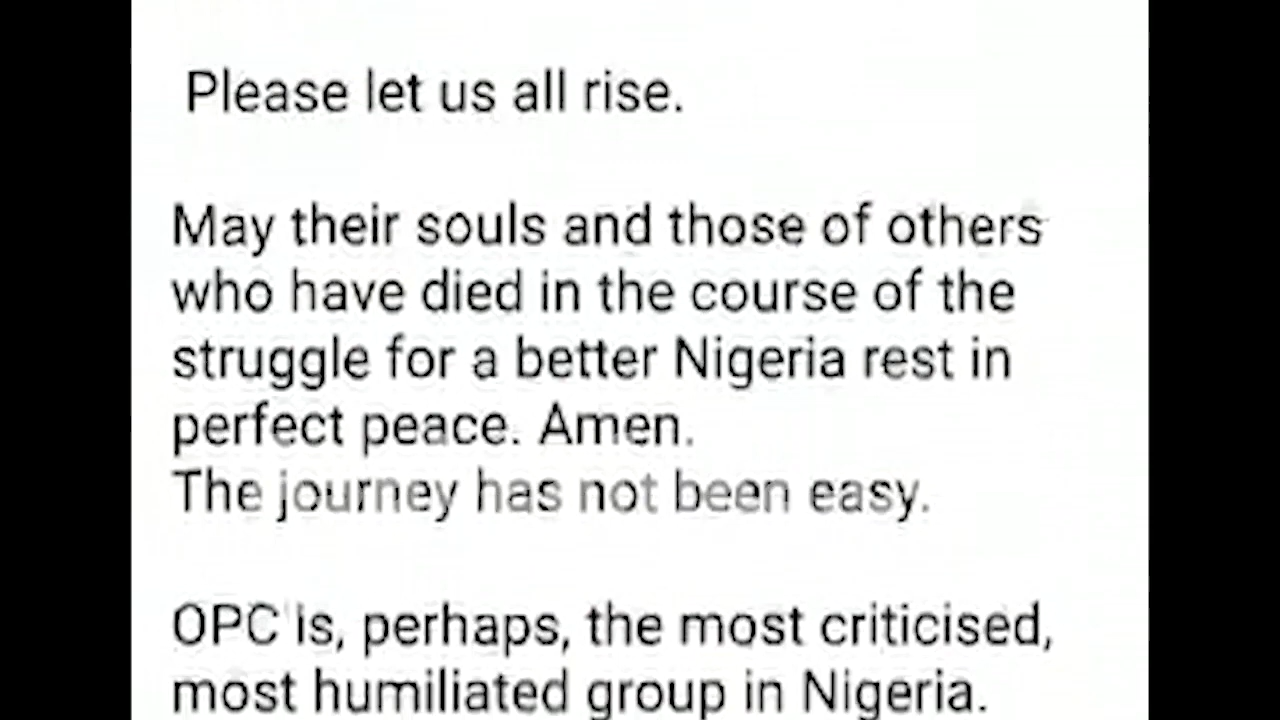 Please let us all rise.
May their souls and those of others
who have died in the course of the
struggle for a better Nigeria rest in
perfect peace. Amen.
The journey has not been easy.
OPC is, perhaps, the most criticised,
most humiliated group in Nigeria.